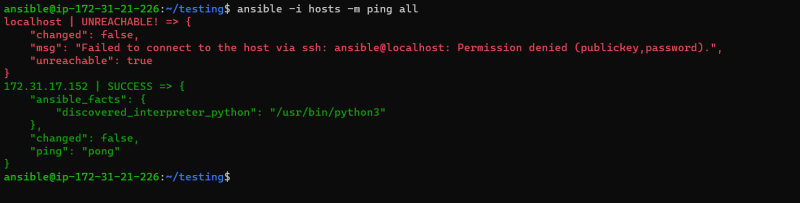 ansible@ip-172-31-21-226:~/testing$ ansible -i hosts -m ping all
localhost | UNREACHABLE! => {
    "changed": false,
    "msg": "Failed to connect to the host via ssh: ansible@localhost: Permission denied (publickey,password).",
    "unreachable": true
}
172.31.17.152 | SUCCESS => {
    "ansible_facts": {
        "discovered_interpreter_python": "/usr/bin/python3"
    },
    "changed": false,
    "ping": "pong"
}
ansible@ip-172-31-21-226:~/testing$